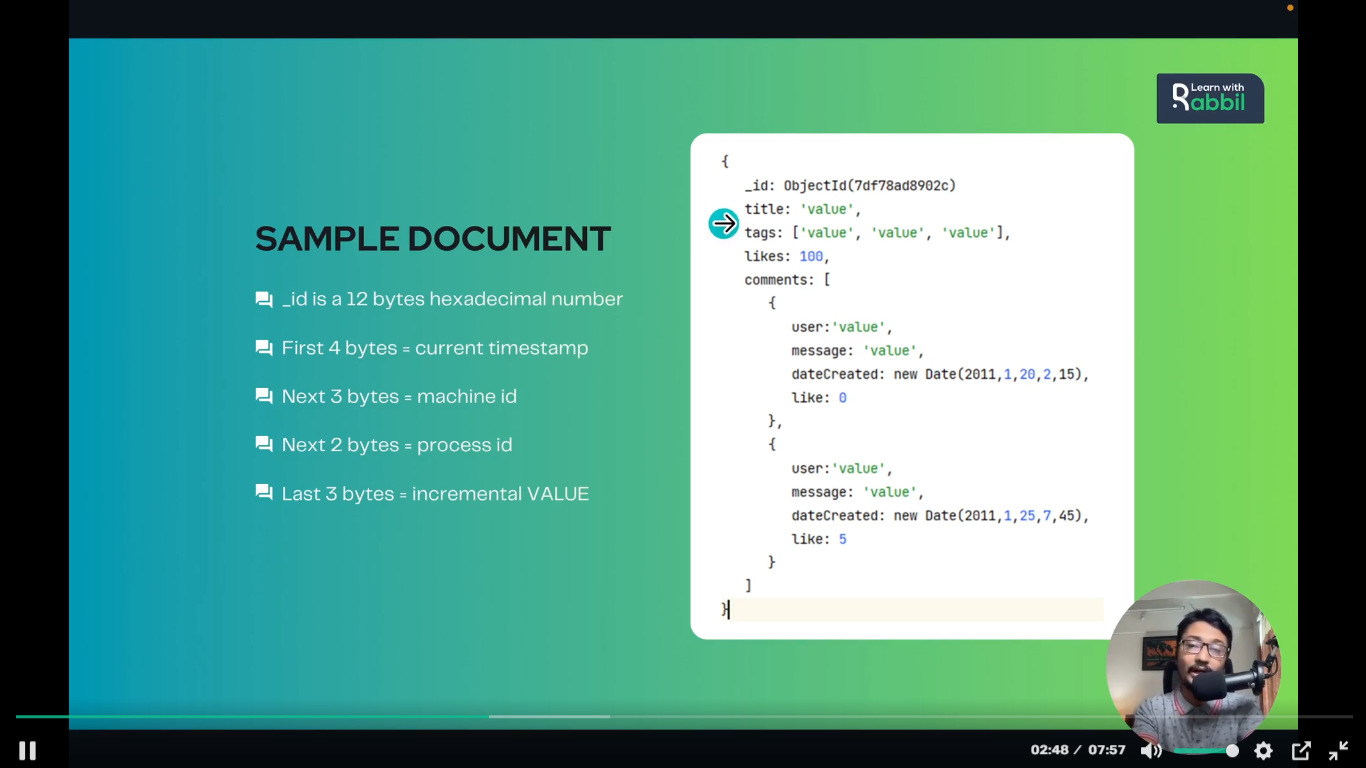 Learn with
Rabbil
SAMPLE DOCUMENT
_id is a 12 bytes hexadecimal number
First 4 bytes = current timestamp
Next 3 bytes = machine id
Next 2 bytes = process id
Last 3 bytes = incremental VALUE
{
_id: ObjectId(7df78ad8902c)
title: 'value',
tags: ['value', 'value', 'value'],
likes: 100,
comments: [
{
user:'value',
message: 'value',
dateCreated: new Date(2011,1,20,2,15),
like: 0
},
{
user:'value',
message: 'value',
dateCreated: new Date(2011,1,25,7,45),
like: 5
}
]
}
02:48 / 07:57